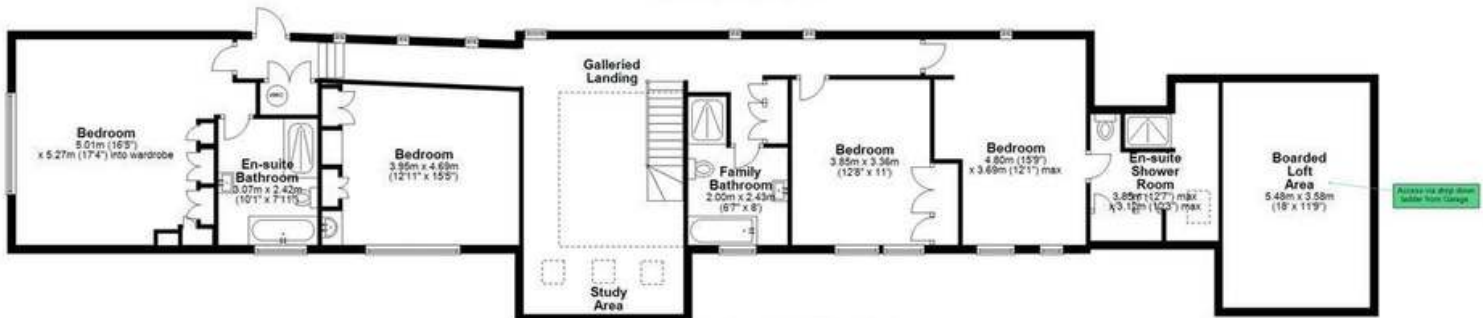 Bedroom
5.01m (16'5")
x 5.27m (17'4") into wardrobe
En-suite
Bathroom
3.07m x 2.42m
(10'1" x 7'11")
Bedroom
3.95m x 4.69m
(12'11" x 15'5")
Galleried
Landing
Study
Area
Family
Bathroom
2.00m x 2.43m
(6'7" x 8')
Bedroom
3.85m x 3.36m
(12'8" x 11')
Bedroom
4.80m (15'9")
x 3.69m (12'1") max
En-suite
Shower
Room
3.85m (12'7") max
x 3.12m (10'3") max
Boarded
Loft
Area
5.48m x 3.58m
(18' x 11'9")
Access via drop down
ladder from Garage